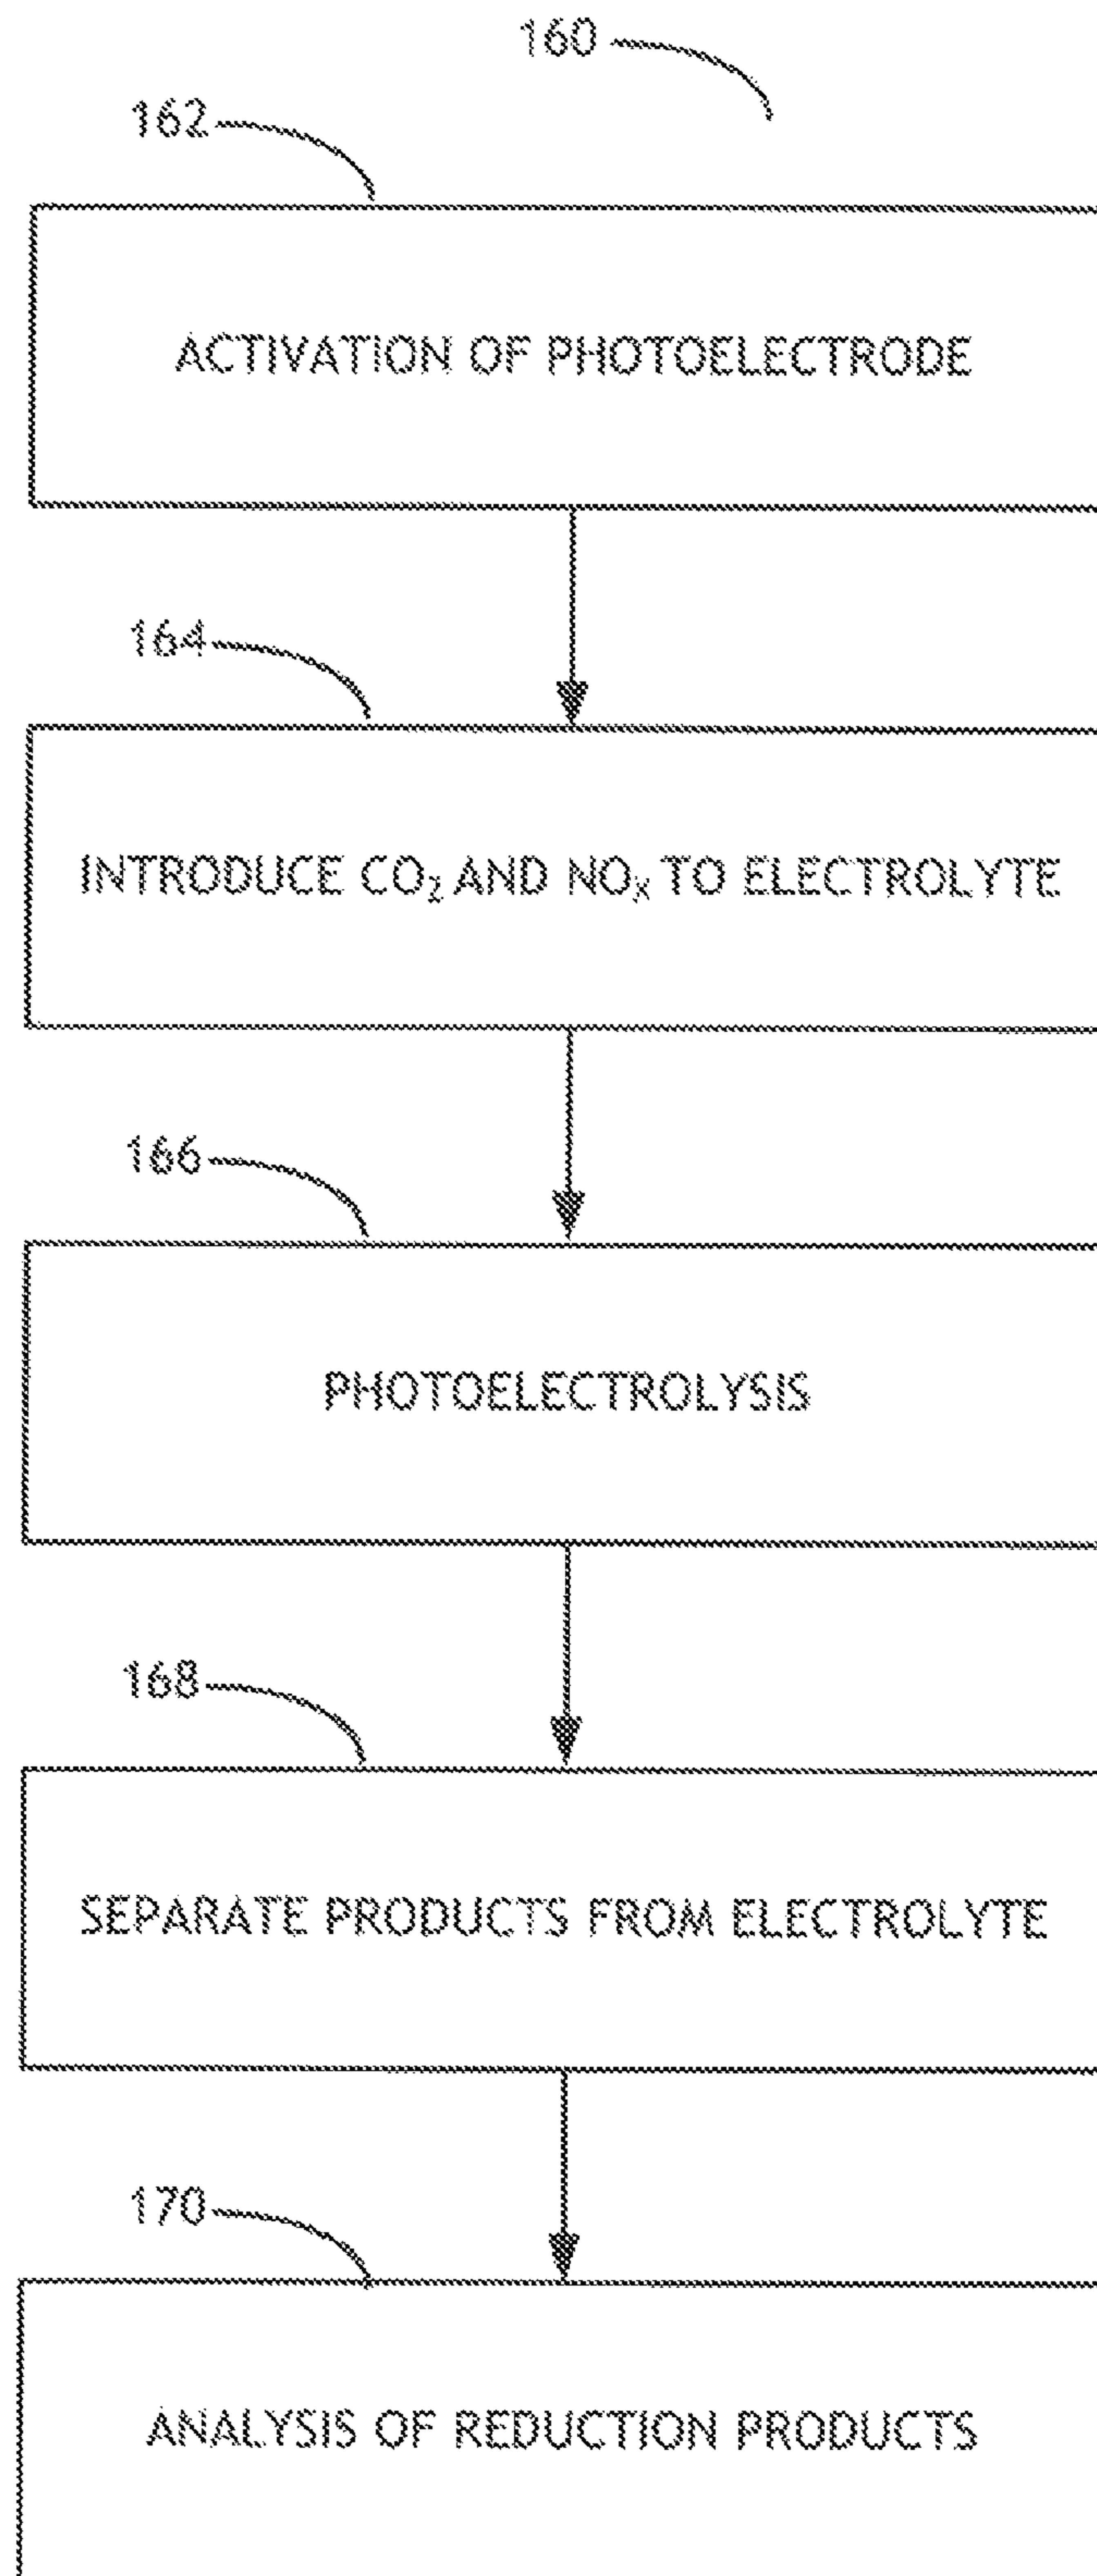 160
162
ACTIVATION OF PHOTOELECTRODE
164
INTRODUCE CO₂ AND NOₓ TO ELECTROLYTE
166
PHOTOELECTROLYSIS
168
SEPARATE PRODUCTS FROM ELECTROLYTE
170
ANALYSIS OF REDUCTION PRODUCTS